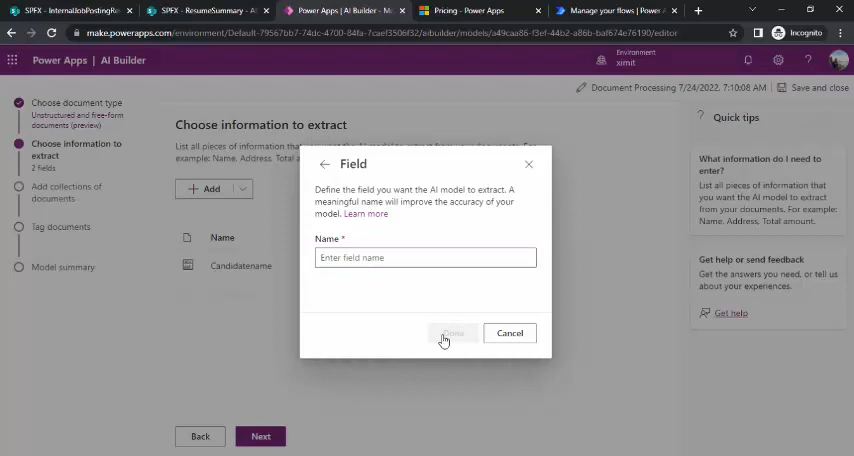 SPFX - InternalJobPostingRe
SPFX - ResumeSummary - Al
Power Apps | AI Builder - Mo
Pricing - Power Apps
Manage your flows | Power A
make.powerapps.com/environment/Default-79567bb7-74dc-4700-84fa-7caef3506f32/aibuilder/models/a49caa86-f3ef-44b2-a86b-baf674e76190/editor
Incognito
Power Apps | AI Builder
Environment
ximit
Document Processing 7/24/2022, 7:10:08 AM
Save and close
Choose document type
Unstructured and free-form
documents (preview)
Choose information to
extract
2 fields
Add collections of
documents
Tag documents
Model summary
Choose information to extract
List all pieces of information
example: Name, Address, Total a
Add
Name
Candidatename
Field
Define the field you want the AI model to extract. A
meaningful name will improve the accuracy of your
model. Learn more
Name *
Enter field name
Done
Cancel
Back
Next
Quick tips
What information do I need to
enter?
List all pieces of information that
you want the AI model to extract
from your documents. For example:
Name, Address, Total amount.
Get help or send feedback
Get the answers you need, or tell us
about your experiences.
Get help